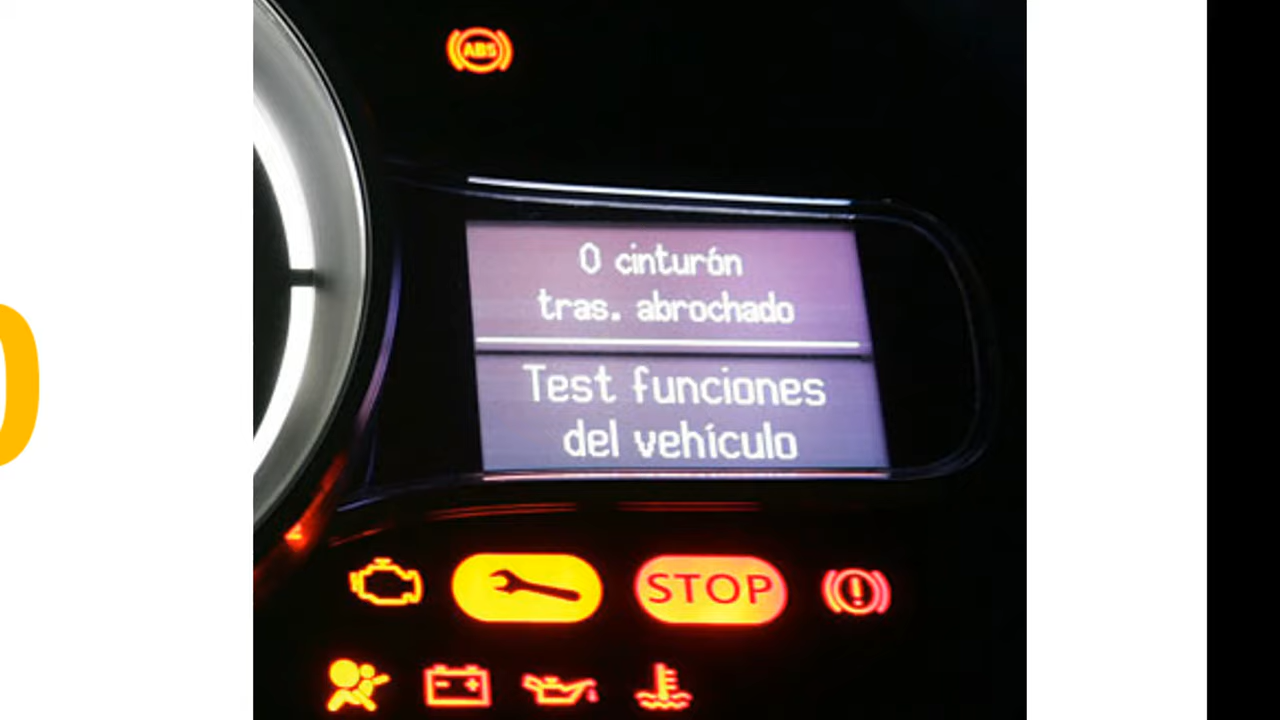 ABS
0 cinturón
tras. abrochado
Test funciones
del vehículo
STOP